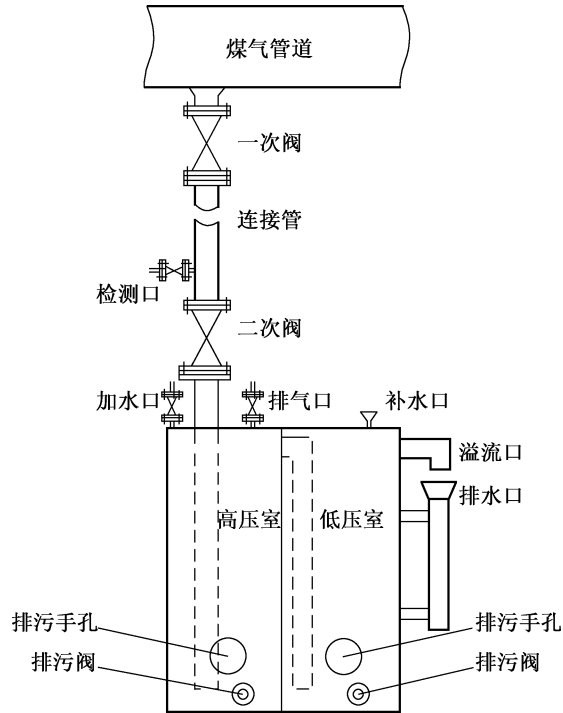 煤气管道
一次阀
连接管
检测口
二次阀
加水口
排气口
补水口
溢流口
排水口
高压室
低压室
排污手孔
排污手孔
排污阀
排污阀